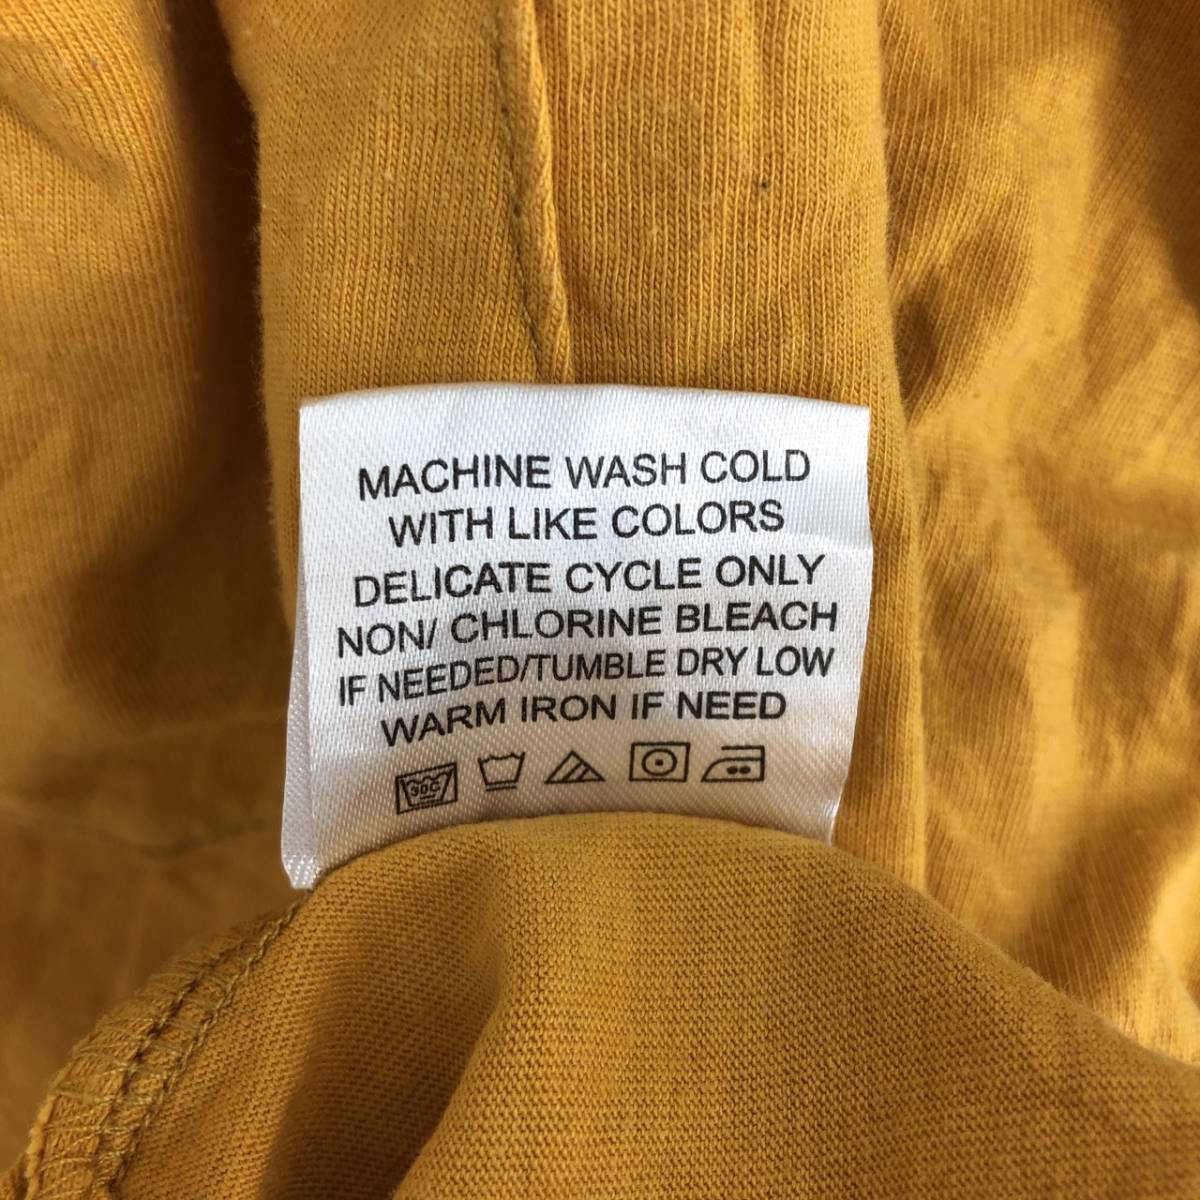 MACHINE WASH COLD
WITH LIKE COLORS
DELICATE CYCLE ONLY
NON/ CHLORINE BLEACH
IF NEEDED/TUMBLE DRY LOW
WARM IRON IF NEED
30C